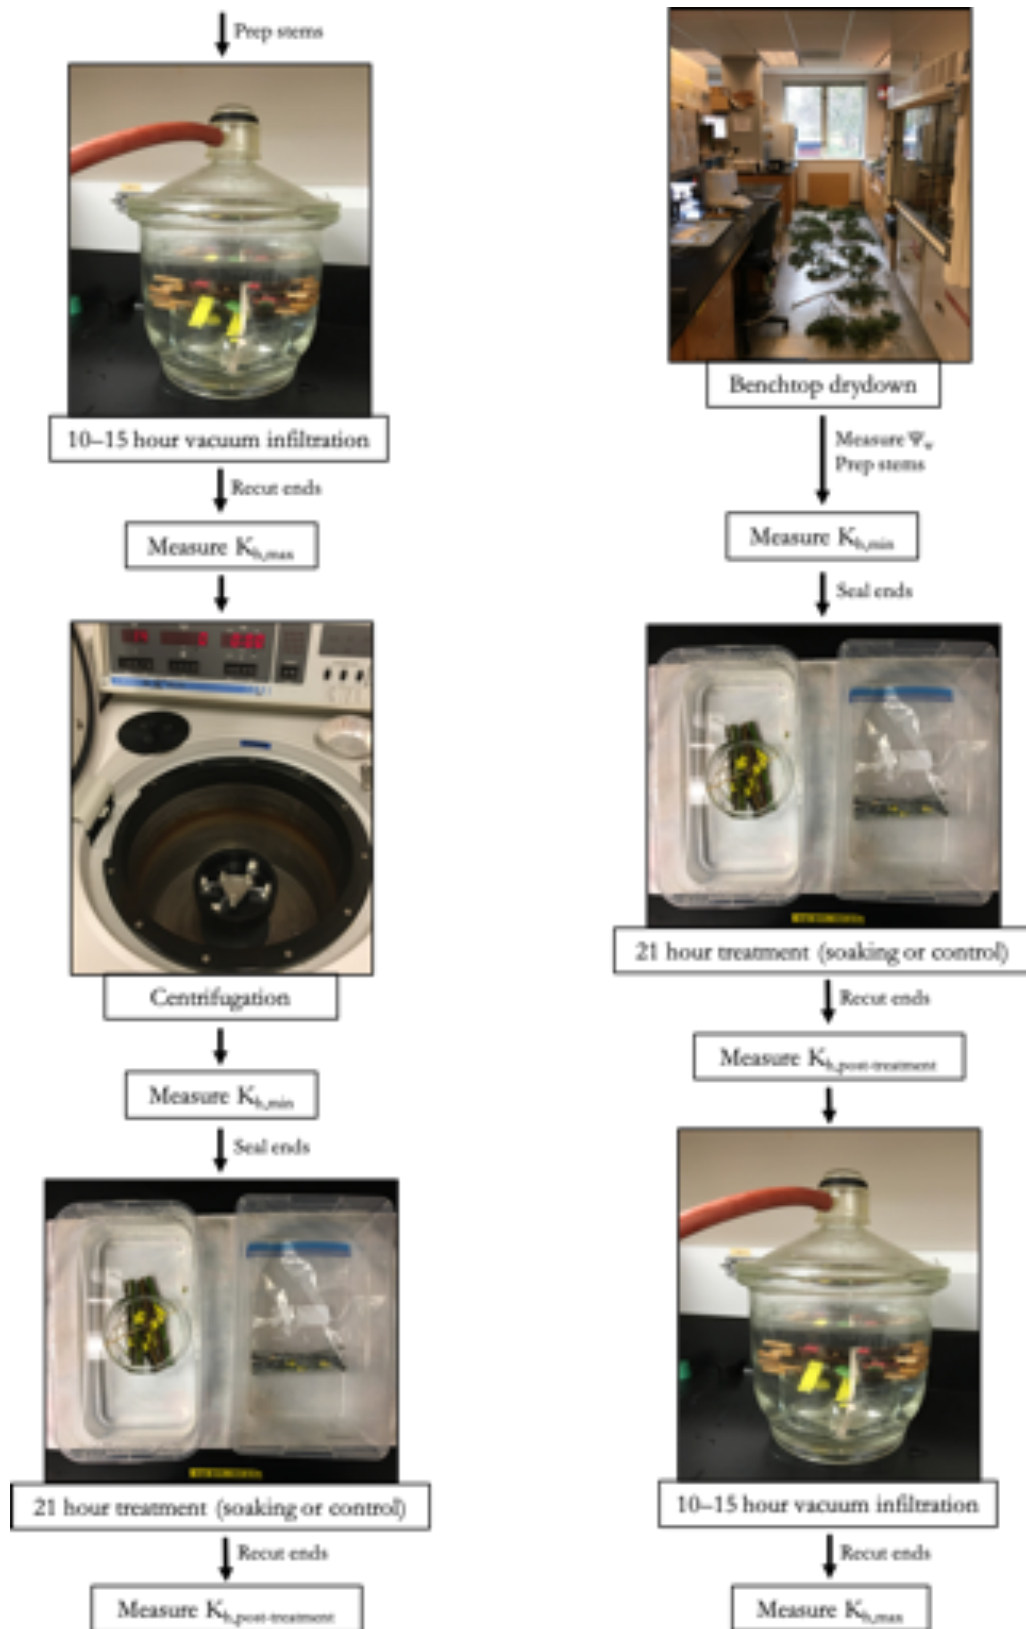 Prep stems
10–15 hour vacuum infiltration
Recut ends
Measure K_h,max
Centrifugation
Measure K_h,min
Seal ends
21 hour treatment (soaking or control)
Recut ends
Measure K_h,post-treatment
Benchtop drydown
Measure Ψ_w
Prep stems
Measure K_h,min
Seal ends
21 hour treatment (soaking or control)
Recut ends
Measure K_h,post-treatment
10–15 hour vacuum infiltration
Recut ends
Measure K_h,max